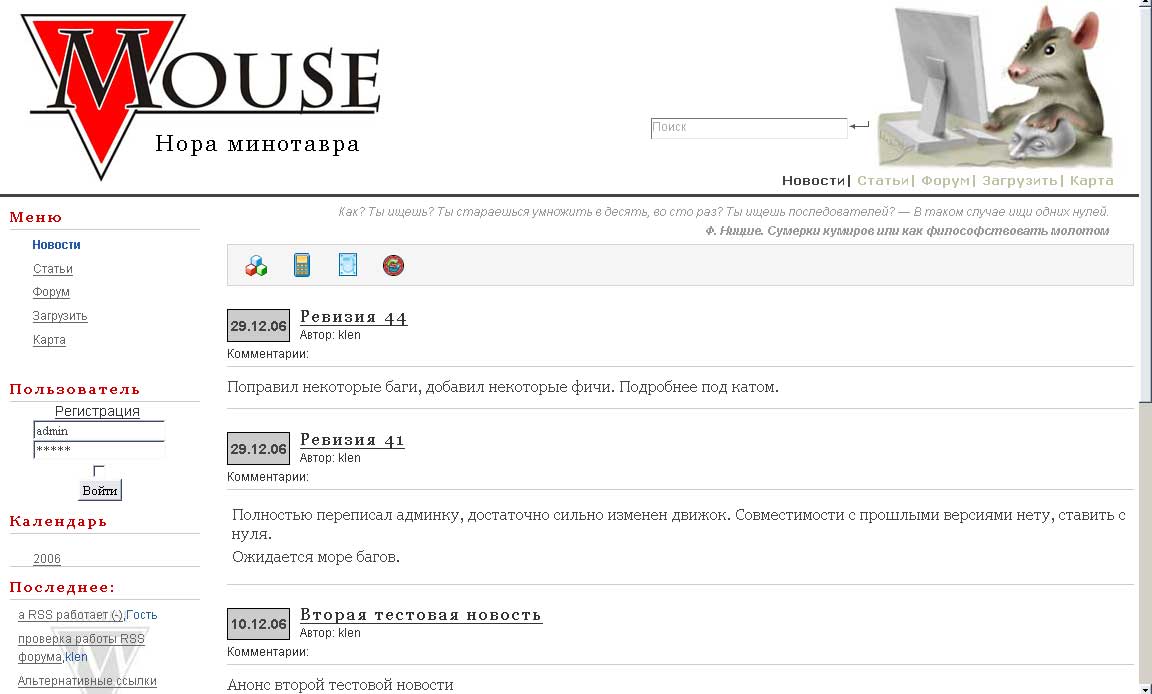 MOUSE
Нора минотавра
Поиск
Новости| Статьи| Форум| Загрузить| Карта
Как? Ты ищешь? Ты стараешься умножить в десять, во сто раз? Ты ищешь последователей? — В таком случае ищи одних нулей.
Ф. Ницше. Сумерки кумиров или как философствовать молотом
Меню
Новости
Статьи
Форум
Загрузить
Карта
Пользователь
Регистрация
admin
*****
Войти
Календарь
2006
Последнее:
а RSS работает (-),Гость
проверка работы RSS
форума,klen
Альтернативные ссылки
29.12.06
Ревизия 44
Автор: klen
Комментарии:
Поправил некоторые баги, добавил некоторые фичи. Подробнее под катом.
29.12.06
Ревизия 41
Автор: klen
Комментарии:
Полностью переписал админку, достаточно сильно изменен движок. Совместимости с прошлыми версиями нету, ставить с
нуля.
Ожидается море багов.
10.12.06
Вторая тестовая новость
Автор: klen
Комментарии:
Анонс второй тестовой новости